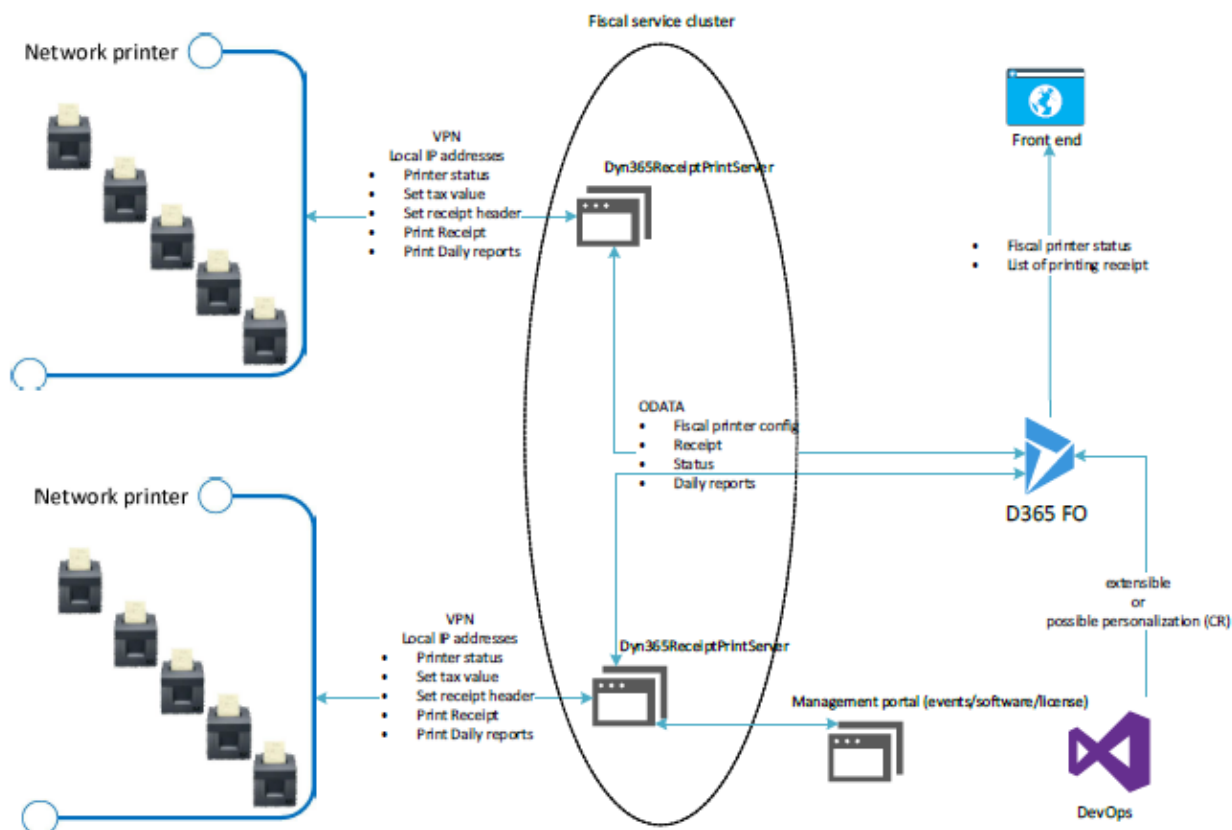 Fiscal service cluster
Network printer
Front end
VPN
Local IP addresses
• Printer status
• Set tax value
• Set receipt header
• Print Receipt
• Print Daily reports
Dyn365ReceiptPrintServer
• Fiscal printer status
• List of printing receipt
ODATA
• Fiscal printer config
• Receipt
• Status
• Daily reports
D365 FO
Network printer
extensible
or
possible personalization (CR)
VPN
Local IP addresses
• Printer status
• Set tax value
• Set receipt header
• Print Receipt
• Print Daily reports
Dyn365ReceiptPrintServer
Management portal (events/software/license)
DevOps